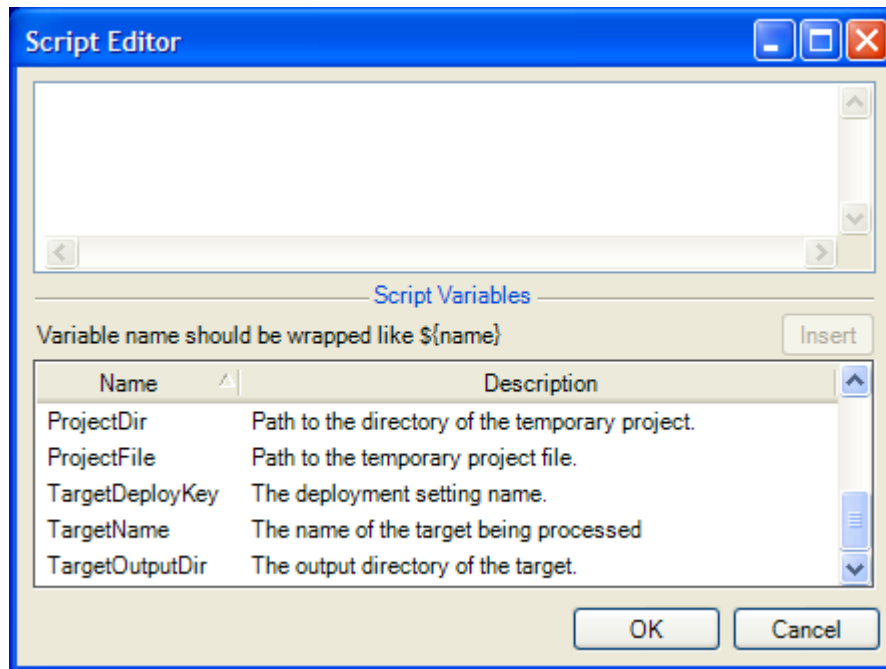 Script Editor
Script Variables
Variable name should be wrapped like ${name}
Insert
Name Description
ProjectDir Path to the directory of the temporary project.
ProjectFile Path to the temporary project file.
TargetDeployKey The deployment setting name.
TargetName The name of the target being processed
TargetOutputDir The output directory of the target.
OK Cancel